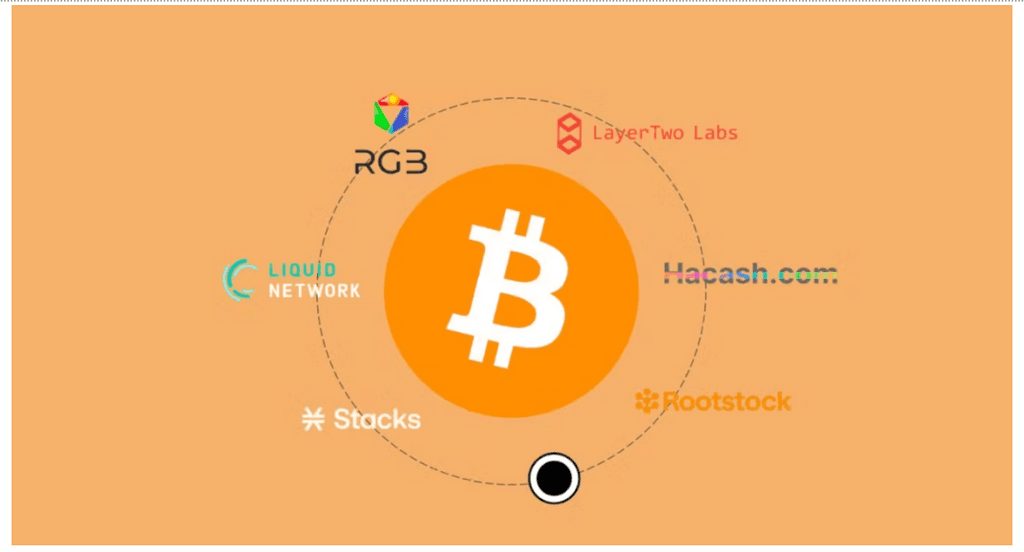 RGB
LayerTwo Labs
LIQUID
NETWORK
Hacash.com
Stacks
Rootstock